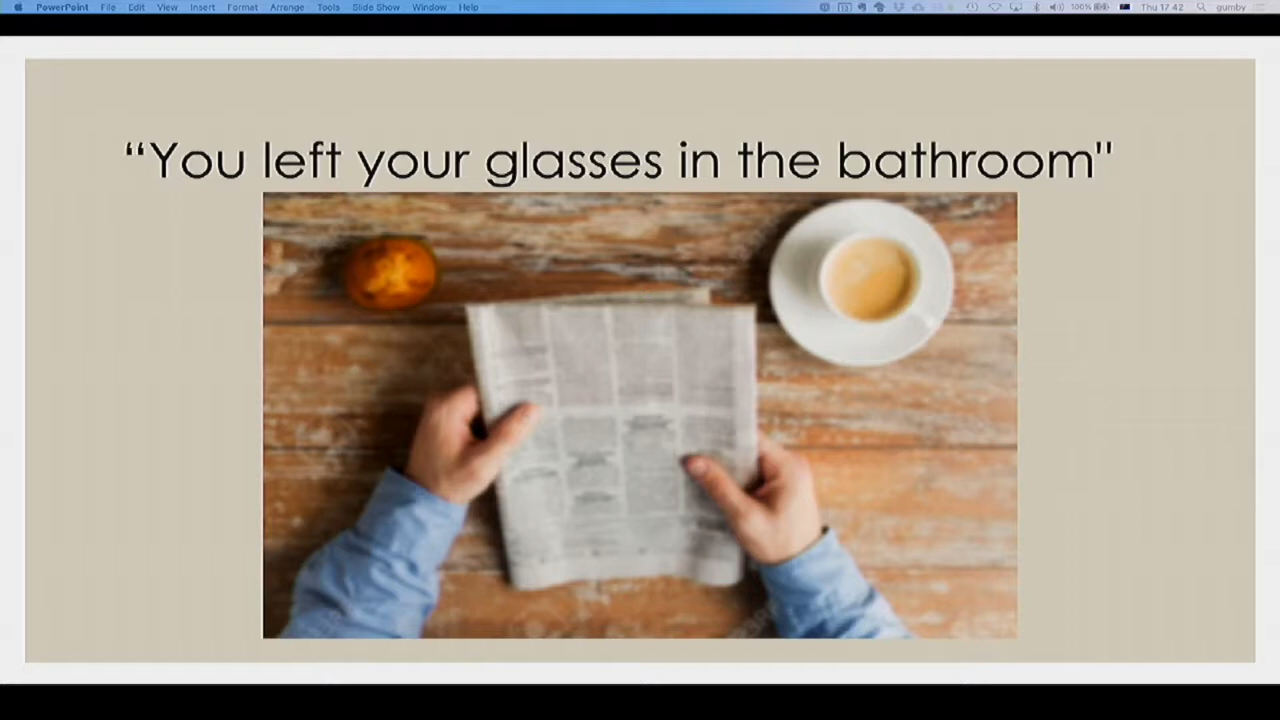 PowerPoint File Edit View Insert Format Arrange Tools Slide Show Window Help 100% Thu 17 42 gumby
“You left your glasses in the bathroom"